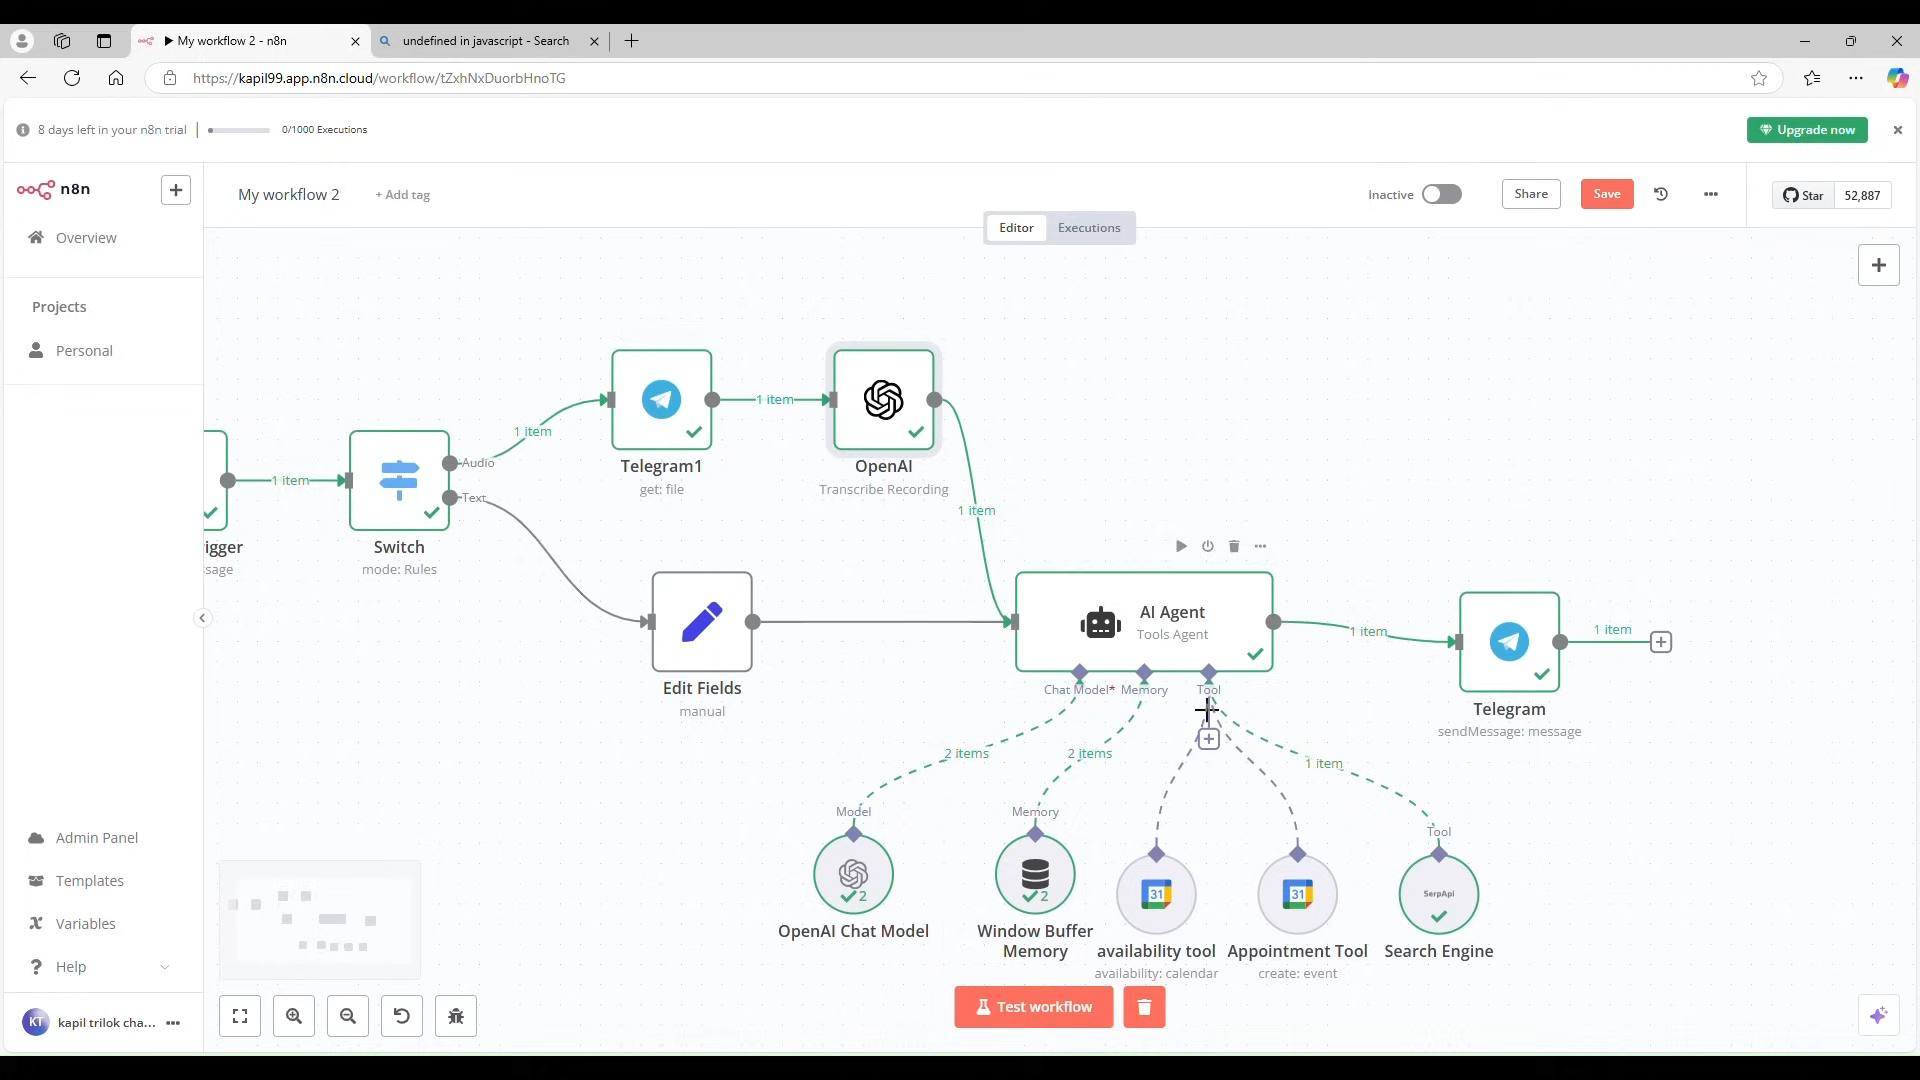 My workflow 2 - n8n
undefined in javascript - Search
https://kapil99.app.n8n.cloud/workflow/tZxhNxDuorbHnoTG
8 days left in your n8n trial
0/1000 Executions
Upgrade now
n8n
My workflow 2
+ Add tag
Inactive
Share
Save
Star
52,887
Editor
Executions
Overview
Projects
Personal
1 item
Audio
Text
1 item
1 item
1 item
Telegram1
get: file
OpenAI
Transcribe Recording
igger
sage
Switch
mode: Rules
AI Agent
Tools Agent
1 item
1 item
Edit Fields
manual
Chat Model*
Memory
Tool
Telegram
sendMessage: message
2 items
2 items
1 item
Model
Memory
Tool
31
31
SerpApi
2
2
OpenAI Chat Model
Window Buffer
Memory
availability tool
availability: calendar
Appointment Tool
create: event
Search Engine
Admin Panel
Templates
Variables
Help
Test workflow
KT
kapil trilok cha...